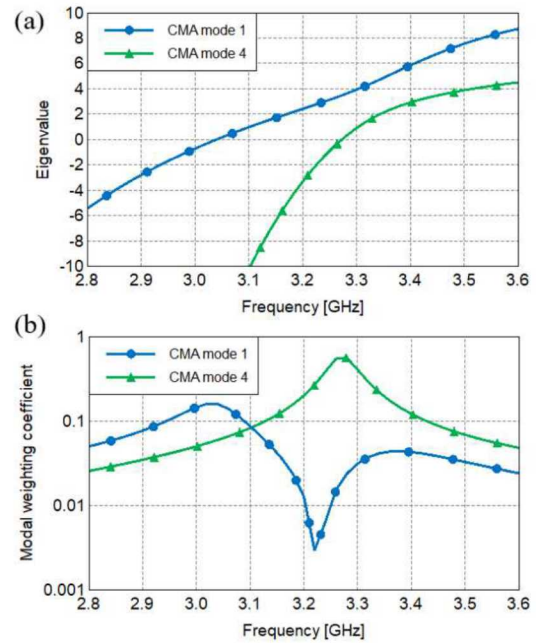 (a)
CMA mode 1
CMA mode 4
10
8
6
4
2
0
-2
-4
-6
-8
-10
Eigenvalue
2.8 2.9 3.0 3.1 3.2 3.3 3.4 3.5 3.6
Frequency [GHz]
(b)
CMA mode 1
CMA mode 4
1
0.1
0.01
0.001
Modal weighting coefficient
2.8 2.9 3.0 3.1 3.2 3.3 3.4 3.5 3.6
Frequency [GHz]